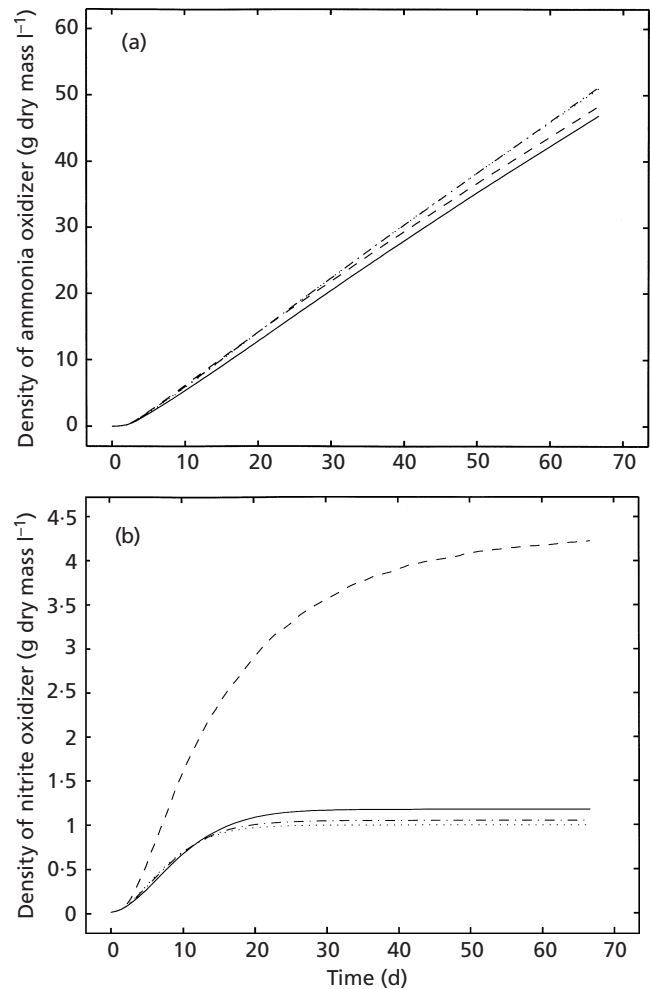 (a)
Density of ammonia oxidizer (g dry mass l⁻¹)
60
50
40
30
20
10
0
0 10 20 30 40 50 60 70
(b)
Density of nitrite oxidizer (g dry mass l⁻¹)
4·5
4
3·5
3
2·5
2
1·5
1
0·5
0
0 10 20 30 40 50 60 70
Time (d)